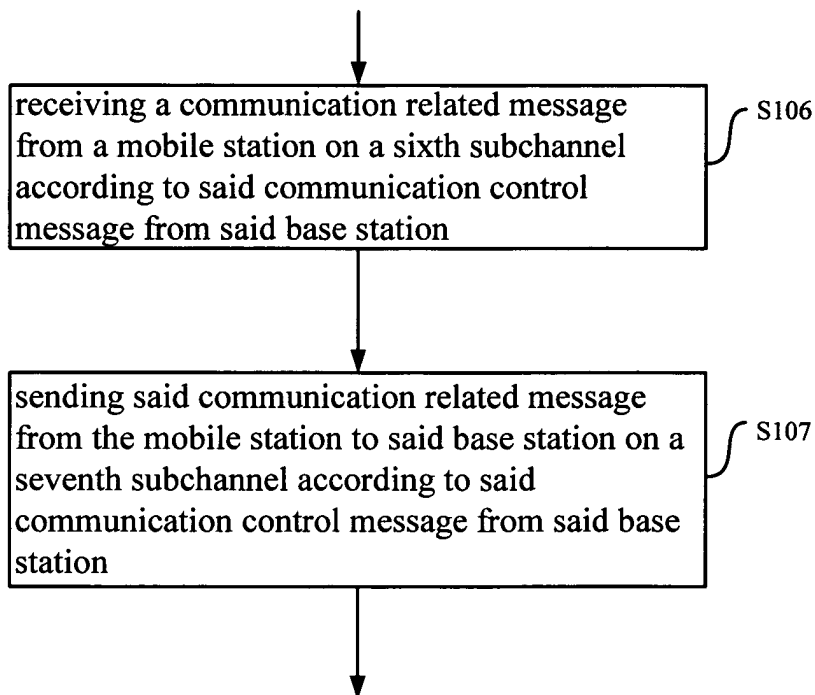 receiving a communication related message
from a mobile station on a sixth subchannel
according to said communication control
message from said base station
S106
sending said communication related message
from the mobile station to said base station on a
seventh subchannel according to said
communication control message from said base
station
S107